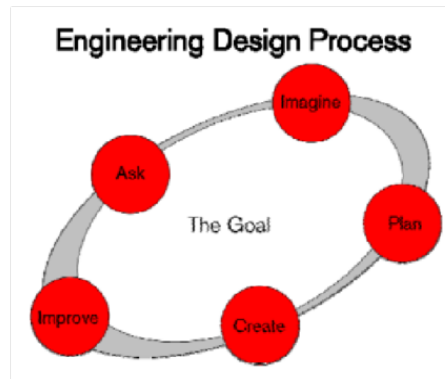 Engineering Design Process
Imagine
Ask
Plan
The Goal
Improve
Create